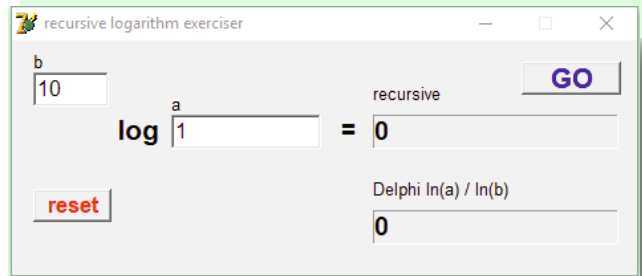 recursive logarithm exerciser
b
10
GO
a
recursive
log
1
=
0
reset
Delphi ln(a) / ln(b)
0